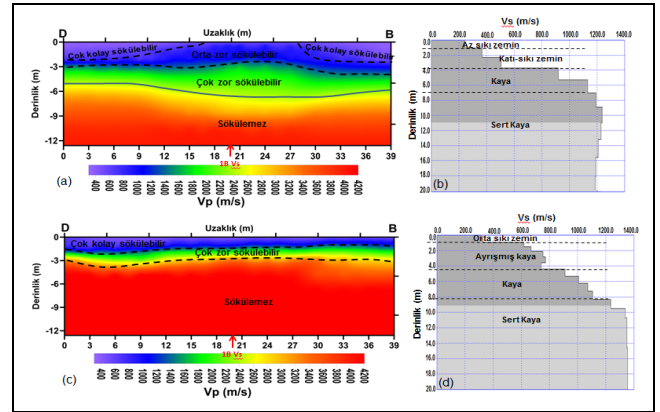 D Uzaklık (m) B
Çok kolay sökülebilir Orta-zor sökülebilir Çok kolay sökülebilir
Çok zor sökülebilir
Sökülemez
Derinlik (m)
0
-3
-6
-9
-12
0 3 6 9 12 15 18 20 21 24 27 30 33 36 39
1B Vs
400 600 800 1000 1200 1400 1600 1800 2000 2200 2400 2600 2800 3000 3200 3400 3600 3800 4000 4200
(a) Vp (m/s)
Vs (m/s)
0.0 200.0 400.0 600.0 800.0 1000.0 1200.0 1400.0
Az sıkı zemin
Katı-sıkı zemin
Kaya
Sert Kaya
Derinlik (m)
0.0
2.0
4.0
6.0
8.0
10.0
12.0
14.0
16.0
18.0
20.0
(b)
D Uzaklık (m) B
Çok kolay sökülebilir
Çok zor sökülebilir
Sökülemez
Derinlik (m)
0
-3
-6
-9
-12
0 3 6 9 12 15 18 20 21 24 27 30 33 36 39
1B Vs
400 600 800 1000 1200 1400 1600 1800 2000 2200 2400 2600 2800 3000 3200 3400 3600 3800 4000 4200
(c) Vp (m/s)
Vs (m/s)
0.0 200.0 400.0 600.0 800.0 1000.0 1200.0 1400.0
Orta sıkı zemin
Ayrışmış kaya
Kaya
Sert Kaya
Derinlik (m)
0.0
2.0
4.0
6.0
8.0
10.0
12.0
14.0
16.0
18.0
20.0
(d)